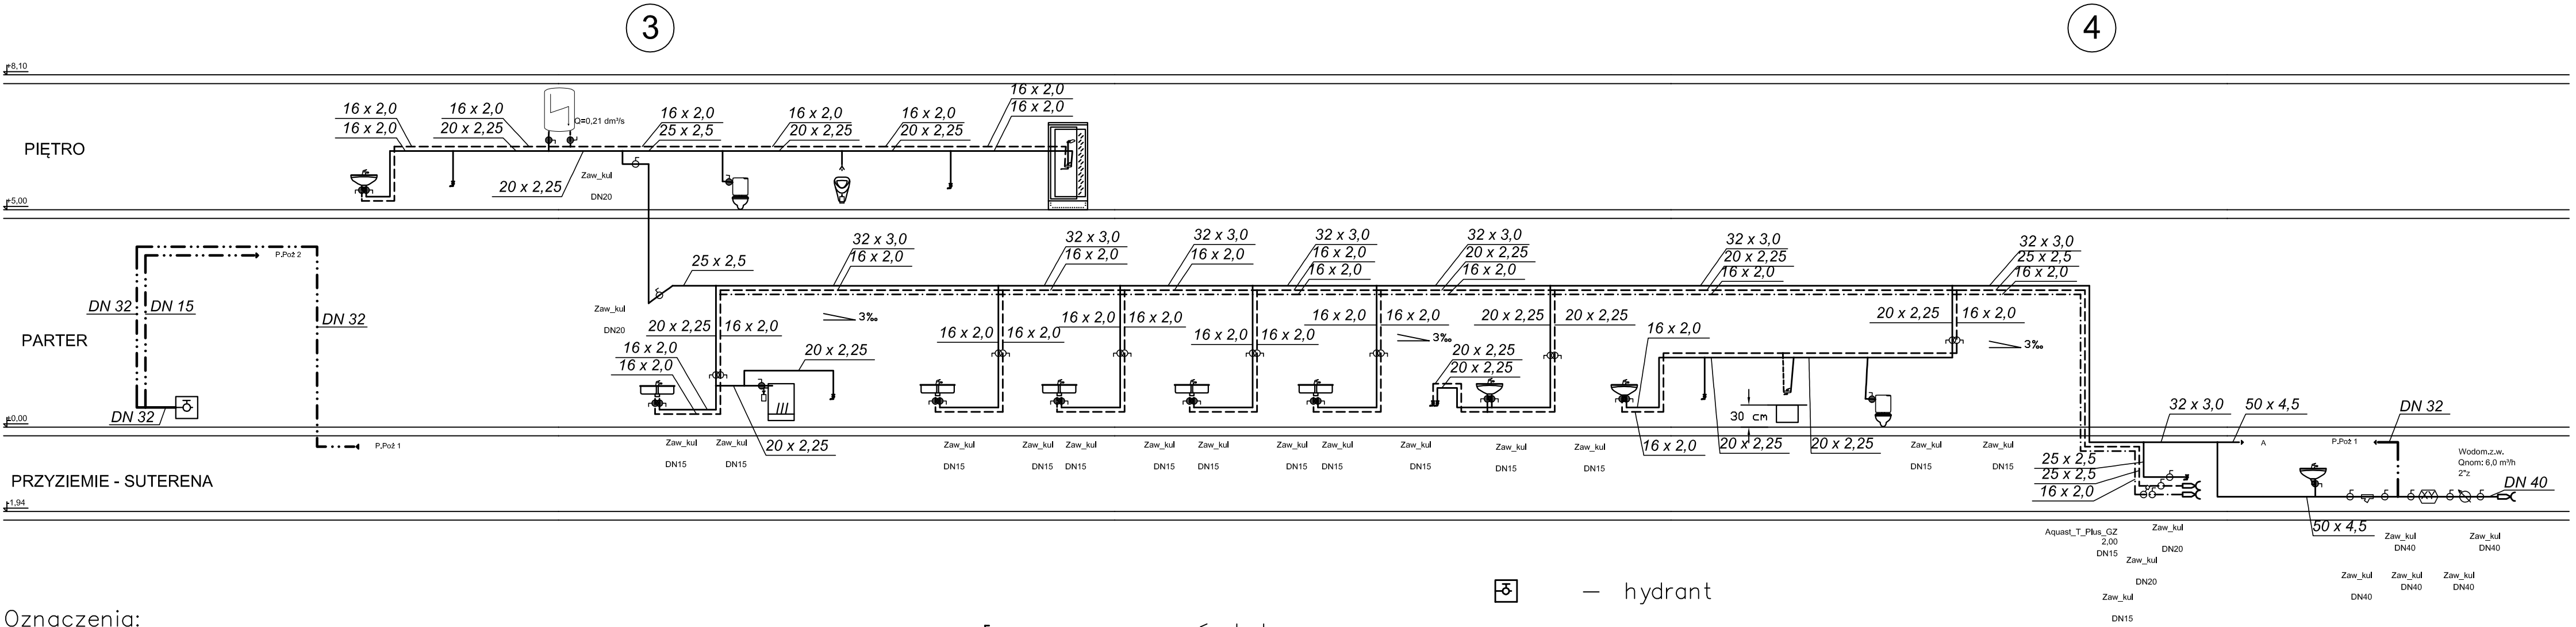 3
4
+8,10
PIĘTRO
16 x 2,0
16 x 2,0
16 x 2,0
20 x 2,25
Q=0,21 dm³/s
16 x 2,0
25 x 2,5
16 x 2,0
20 x 2,25
16 x 2,0
20 x 2,25
16 x 2,0
16 x 2,0
20 x 2,25
Zaw_kul
DN20
+5,00
PARTER
P.Poż 2
DN 32
DN 15
DN 32
DN 32
P.Poż 1
25 x 2,5
Zaw_kul
DN20
32 x 3,0
16 x 2,0
32 x 3,0
16 x 2,0
32 x 3,0
16 x 2,0
32 x 3,0
16 x 2,0
16 x 2,0
32 x 3,0
20 x 2,25
16 x 2,0
32 x 3,0
20 x 2,25
16 x 2,0
32 x 3,0
25 x 2,5
16 x 2,0
3‰
3‰
3‰
20 x 2,25
16 x 2,0
16 x 2,0
16 x 2,0
20 x 2,25
20 x 2,25
16 x 2,0
16 x 2,0
16 x 2,0
16 x 2,0
16 x 2,0
16 x 2,0
16 x 2,0
16 x 2,0
20 x 2,25
20 x 2,25
20 x 2,25
20 x 2,25
16 x 2,0
20 x 2,25
16 x 2,0
30 cm
16 x 2,0
20 x 2,25
20 x 2,25
±0,00
Zaw_kul
DN15
Zaw_kul
DN15
Zaw_kul
DN15
Zaw_kul
DN15
Zaw_kul
DN15
Zaw_kul
DN15
Zaw_kul
DN15
Zaw_kul
DN15
Zaw_kul
DN15
Zaw_kul
DN15
Zaw_kul
DN15
Zaw_kul
DN15
Zaw_kul
DN15
Zaw_kul
DN15
PRZYZIEMIE - SUTERENA
32 x 3,0
50 x 4,5
A
P.Poż 1
DN 32
25 x 2,5
25 x 2,5
16 x 2,0
Wodom.z.w.
Qnom: 6,0 m³/h
2"z
DN 40
50 x 4,5
-1,94
Aquast_T_Plus_GZ
2,00
DN15
Zaw_kul
DN20
Zaw_kul
DN20
Zaw_kul
DN15
Zaw_kul
DN40
Zaw_kul
DN40
Zaw_kul
DN40
Zaw_kul
DN40
Zaw_kul
DN40
— hydrant
Oznaczenia: